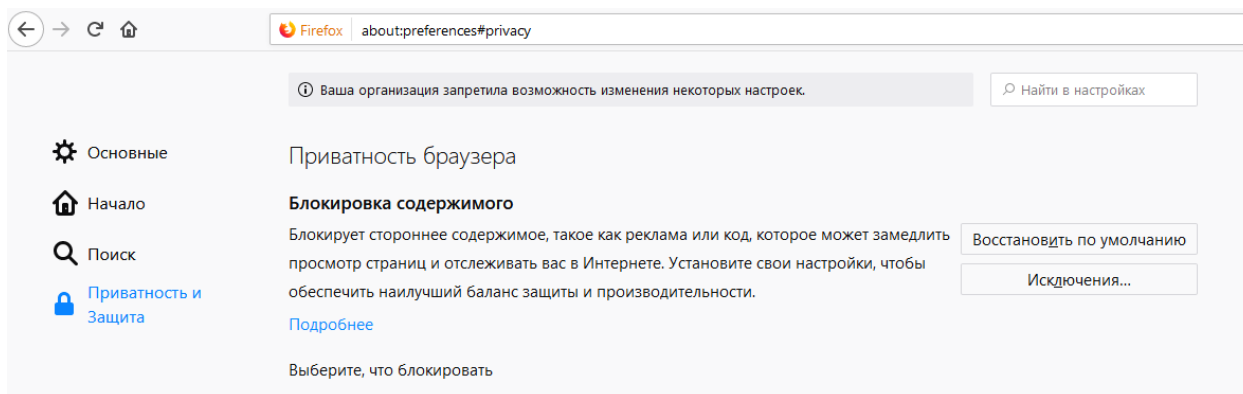 Firefox about:preferences#privacy
Ваша организация запретила возможность изменения некоторых настроек.
Найти в настройках
Основные
Начало
Поиск
Приватность и
Защита
Приватность браузера
Блокировка содержимого
Блокирует стороннее содержимое, такое как реклама или код, которое может замедлить
просмотр страниц и отслеживать вас в Интернете. Установите свои настройки, чтобы
обеспечить наилучший баланс защиты и производительности.
Подробнее
Восстановить по умолчанию
Исключения...
Выберите, что блокировать